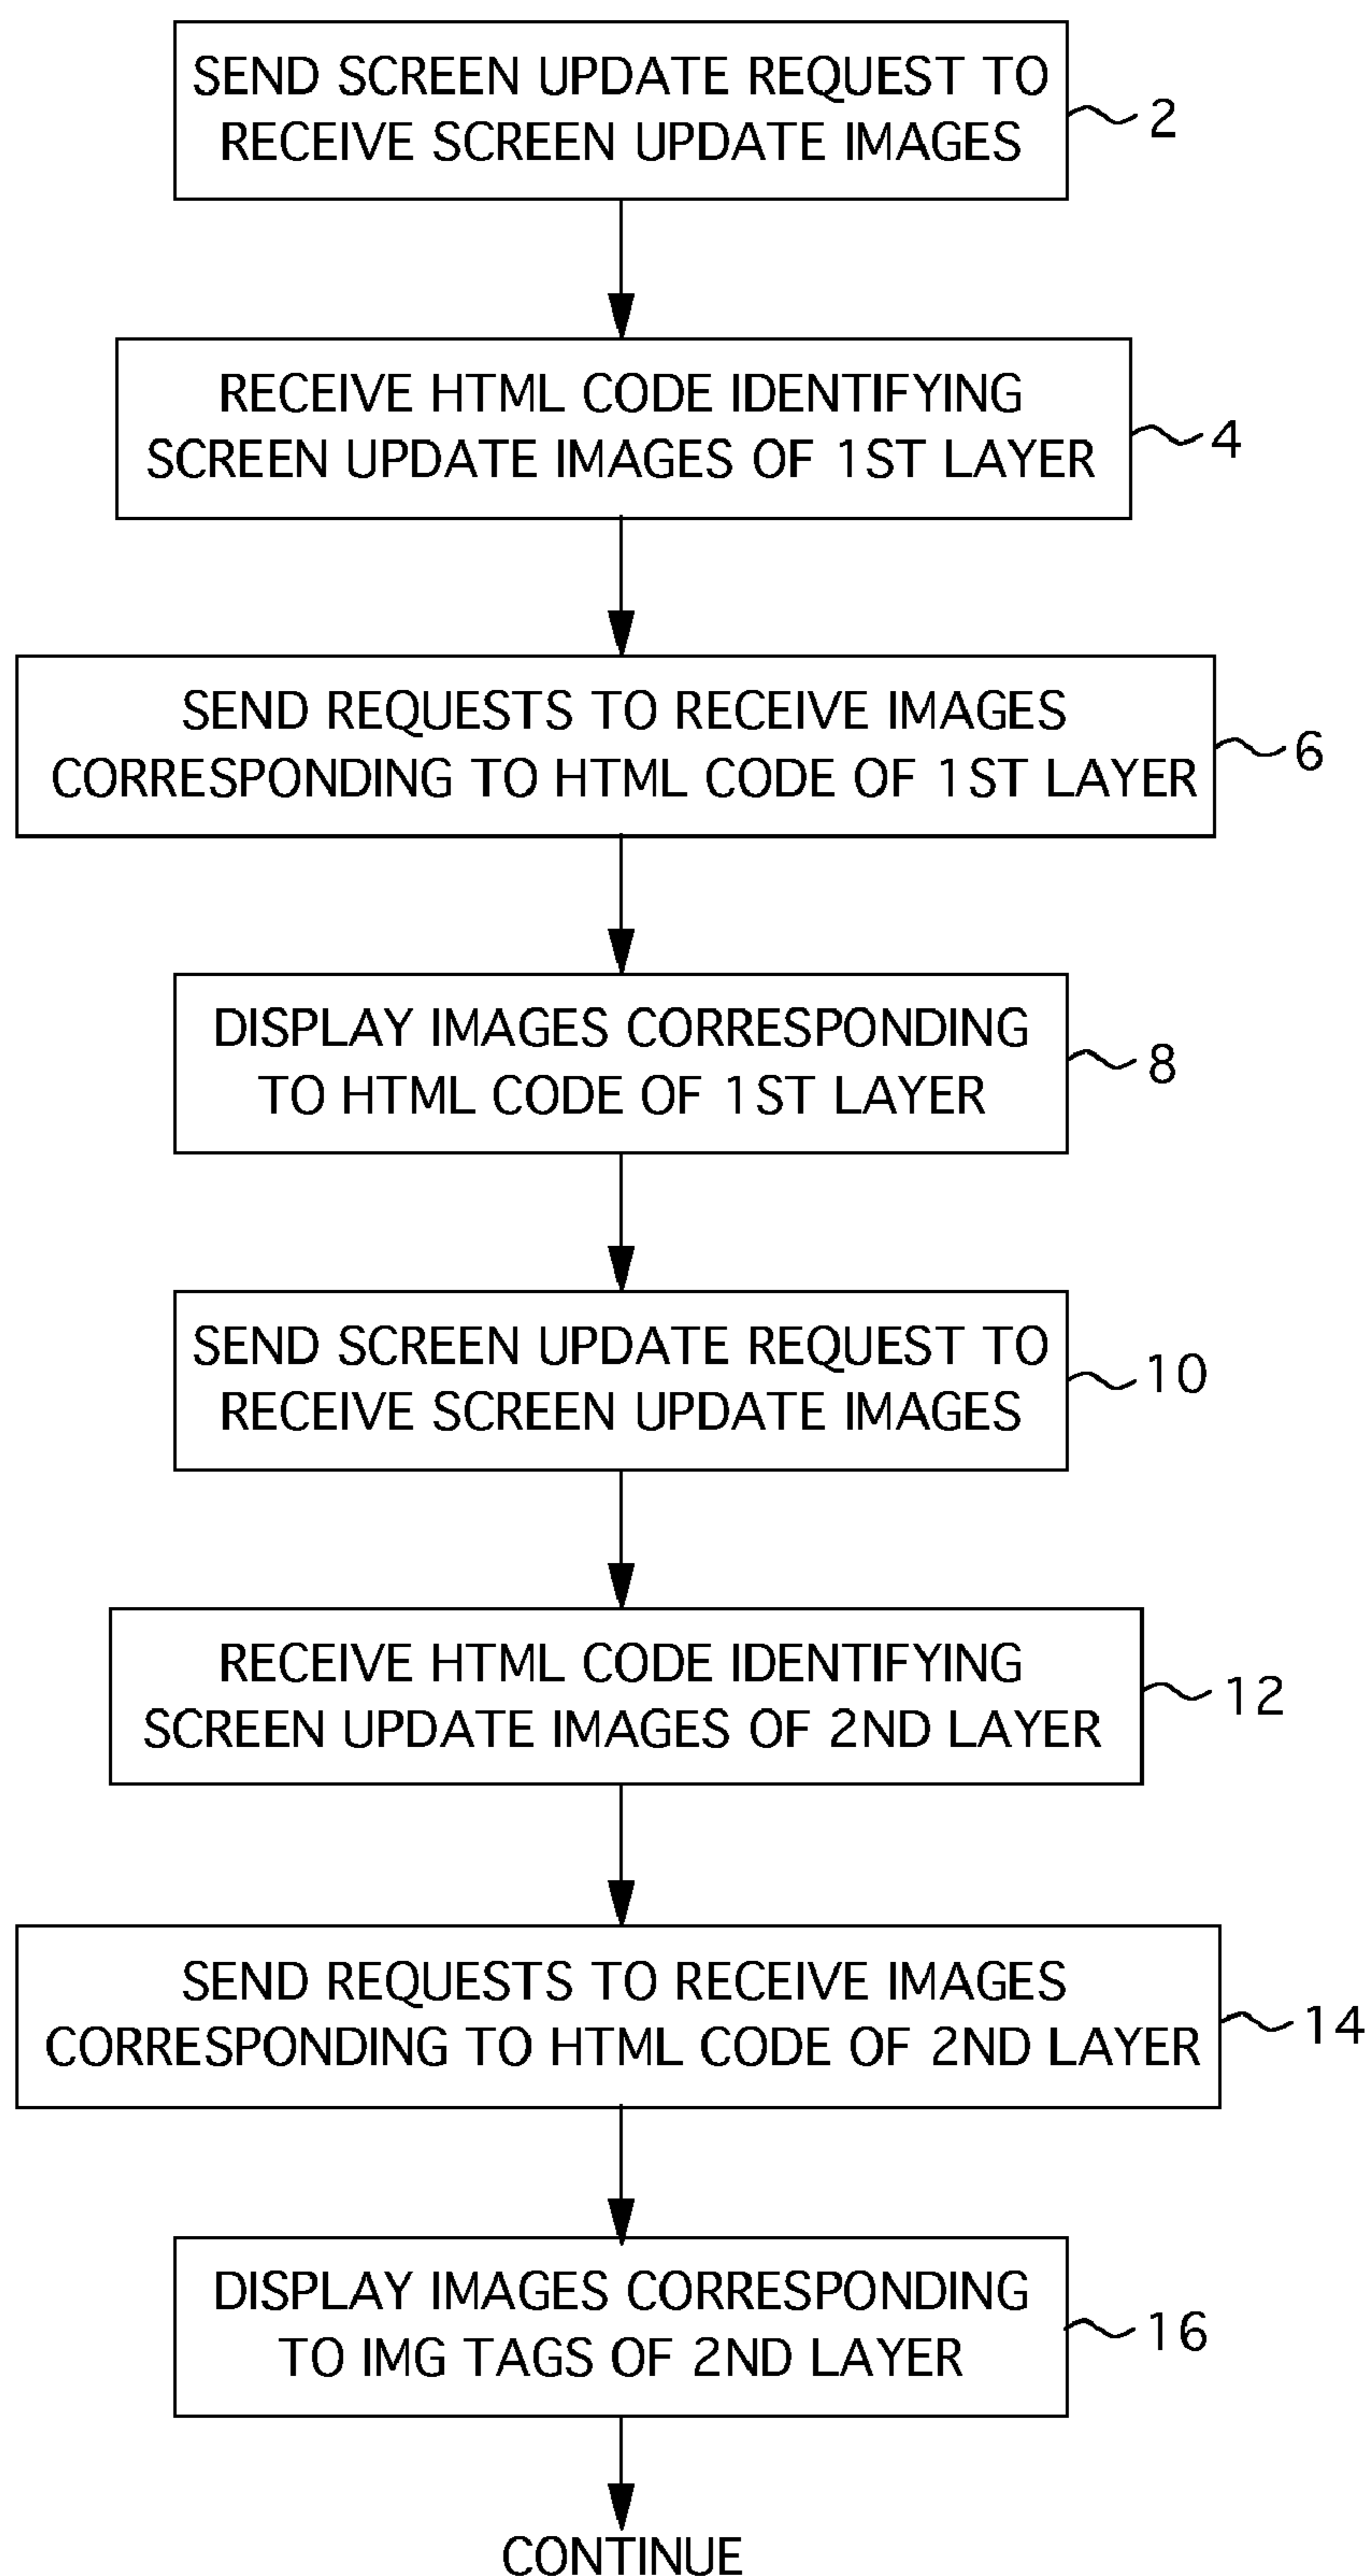 SEND SCREEN UPDATE REQUEST TO
RECEIVE SCREEN UPDATE IMAGES
2
RECEIVE HTML CODE IDENTIFYING
SCREEN UPDATE IMAGES OF 1ST LAYER
4
SEND REQUESTS TO RECEIVE IMAGES
CORRESPONDING TO HTML CODE OF 1ST LAYER
6
DISPLAY IMAGES CORRESPONDING
TO HTML CODE OF 1ST LAYER
8
SEND SCREEN UPDATE REQUEST TO
RECEIVE SCREEN UPDATE IMAGES
10
RECEIVE HTML CODE IDENTIFYING
SCREEN UPDATE IMAGES OF 2ND LAYER
12
SEND REQUESTS TO RECEIVE IMAGES
CORRESPONDING TO HTML CODE OF 2ND LAYER
14
DISPLAY IMAGES CORRESPONDING
TO IMG TAGS OF 2ND LAYER
16
CONTINUE